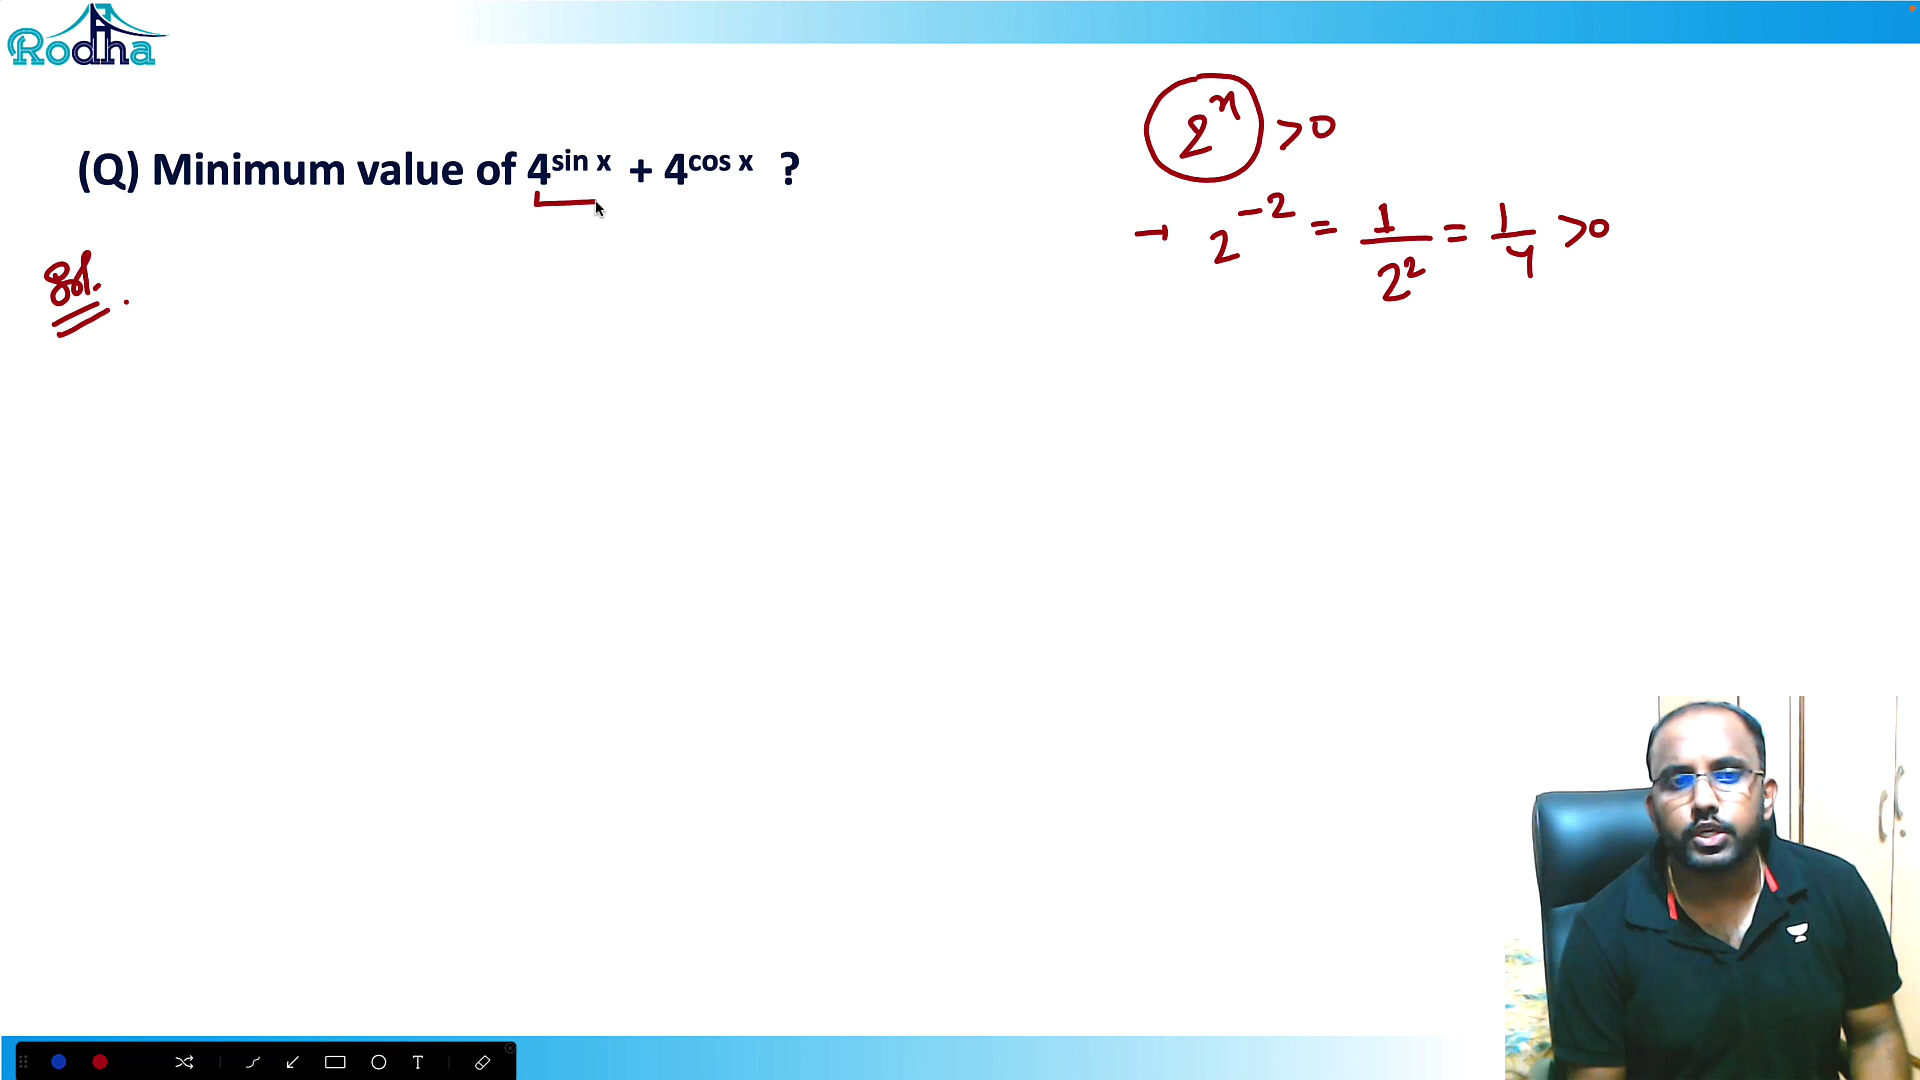 Rodha
(Q) Minimum value of 4^sin x + 4^cos x ?
2^x >0
→ 2^-2 = 1/2^2 = 1/4 >0
Sol.
T